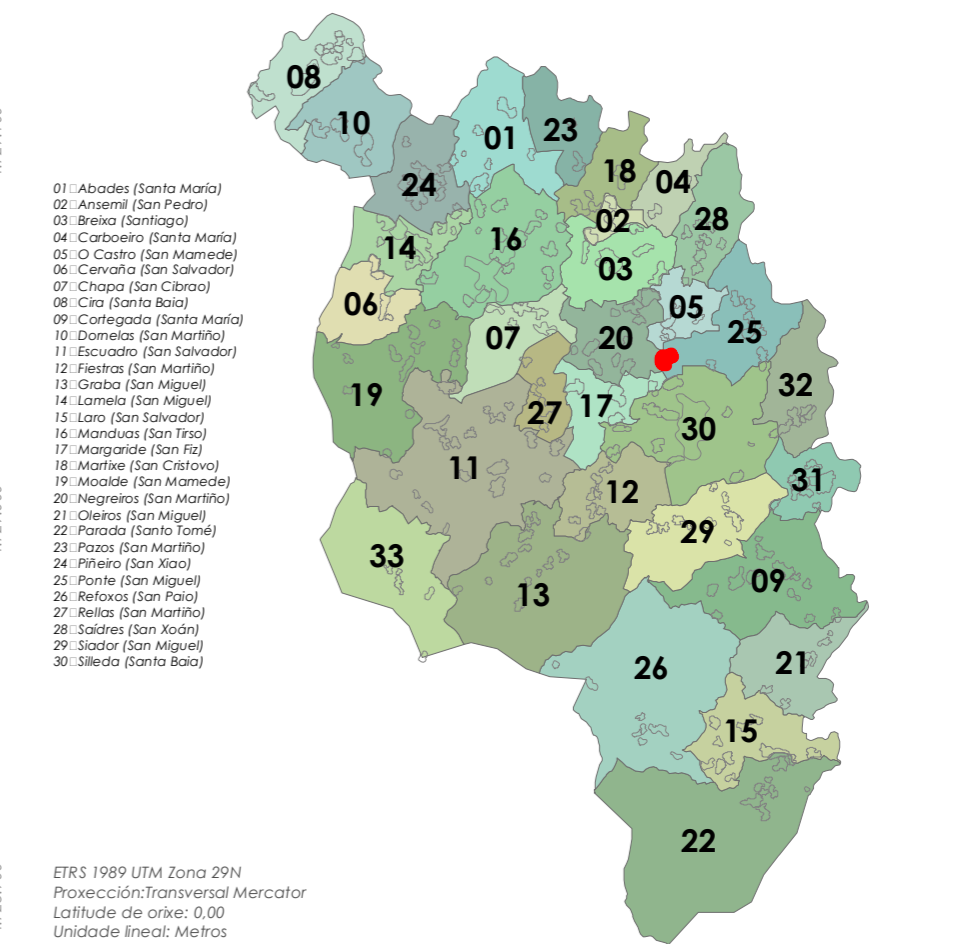 08
10
01
23
18
04
24
02
28
16
14
03
06
05
20
07
25
19
27
17
32
30
11
12
31
29
33
13
09
26
21
15
22
01□Abades (Santa María)
02□Ansemil (San Pedro)
03□Breixa (Santiago)
04□Carboeiro (Santa María)
05□O Castro (San Mamede)
06□Cervaña (San Salvador)
07□Chapa (San Cibrao)
08□Cira (Santa Baia)
09□Cortegada (Santa María)
10□Dornelas (San Martiño)
11□Escuadro (San Salvador)
12□Fiestras (San Martiño)
13□Graba (San Miguel)
14□Lamela (San Miguel)
15□Laro (San Salvador)
16□Manduas (San Tirso)
17□Margaride (San Fiz)
18□Martixe (San Cristovo)
19□Moalde (San Mamede)
20□Negreiros (San Martiño)
21□Oleiros (San Miguel)
22□Parada (Santo Tomé)
23□Pazos (San Martiño)
24□Piñeiro (San Xiao)
25□Ponte (San Miguel)
26□Refoxos (San Paio)
27□Rellas (San Martiño)
28□Saídres (San Xoán)
29□Siador (San Miguel)
30□Silleda (Santa Baia)
ETRS 1989 UTM Zona 29N
Proxección:Transversal Mercator
Latitude de orixe: 0,00
Unidade lineal: Metros